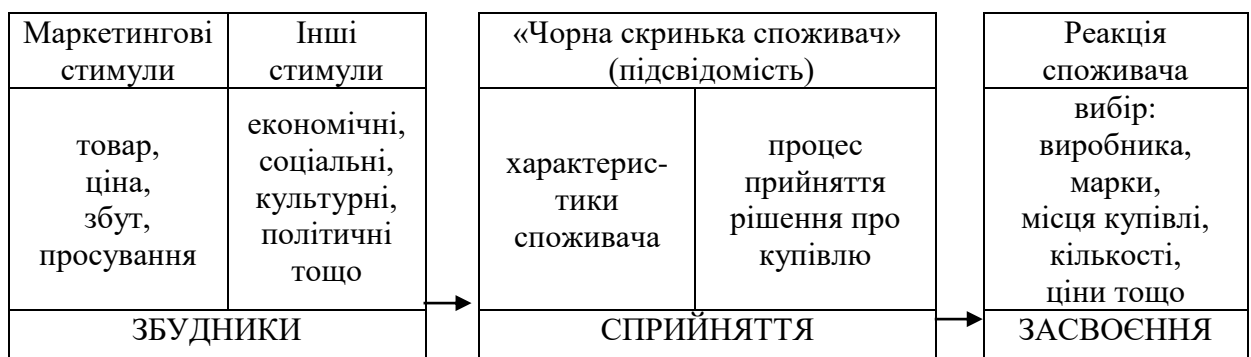 Маркетингові
стимули
Інші
стимули
«Чорна скринька споживач»
(підсвідомість)
Реакція
споживача
товар,
ціна,
збут,
просування
економічні,
соціальні,
культурні,
політичні
тощо
характерис-
тики
споживача
процес
прийняття
рішення про
купівлю
вибір:
виробника,
марки,
місця купівлі,
кількості,
ціни тощо
ЗБУДНИКИ
СПРИЙНЯТТЯ
ЗАСВОЄННЯ